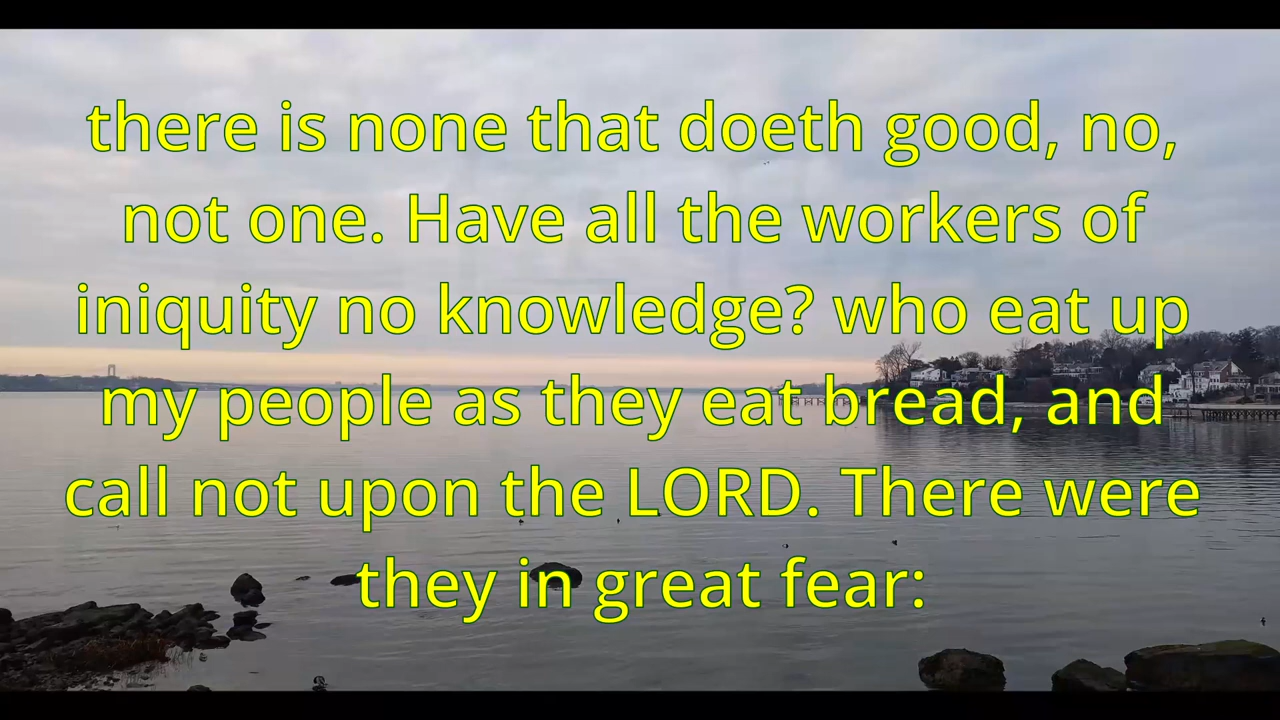 there is none that doeth good, no,
not one. Have all the workers of
iniquity no knowledge? who eat up
my people as they eat bread, and
call not upon the LORD. There were
they in great fear: